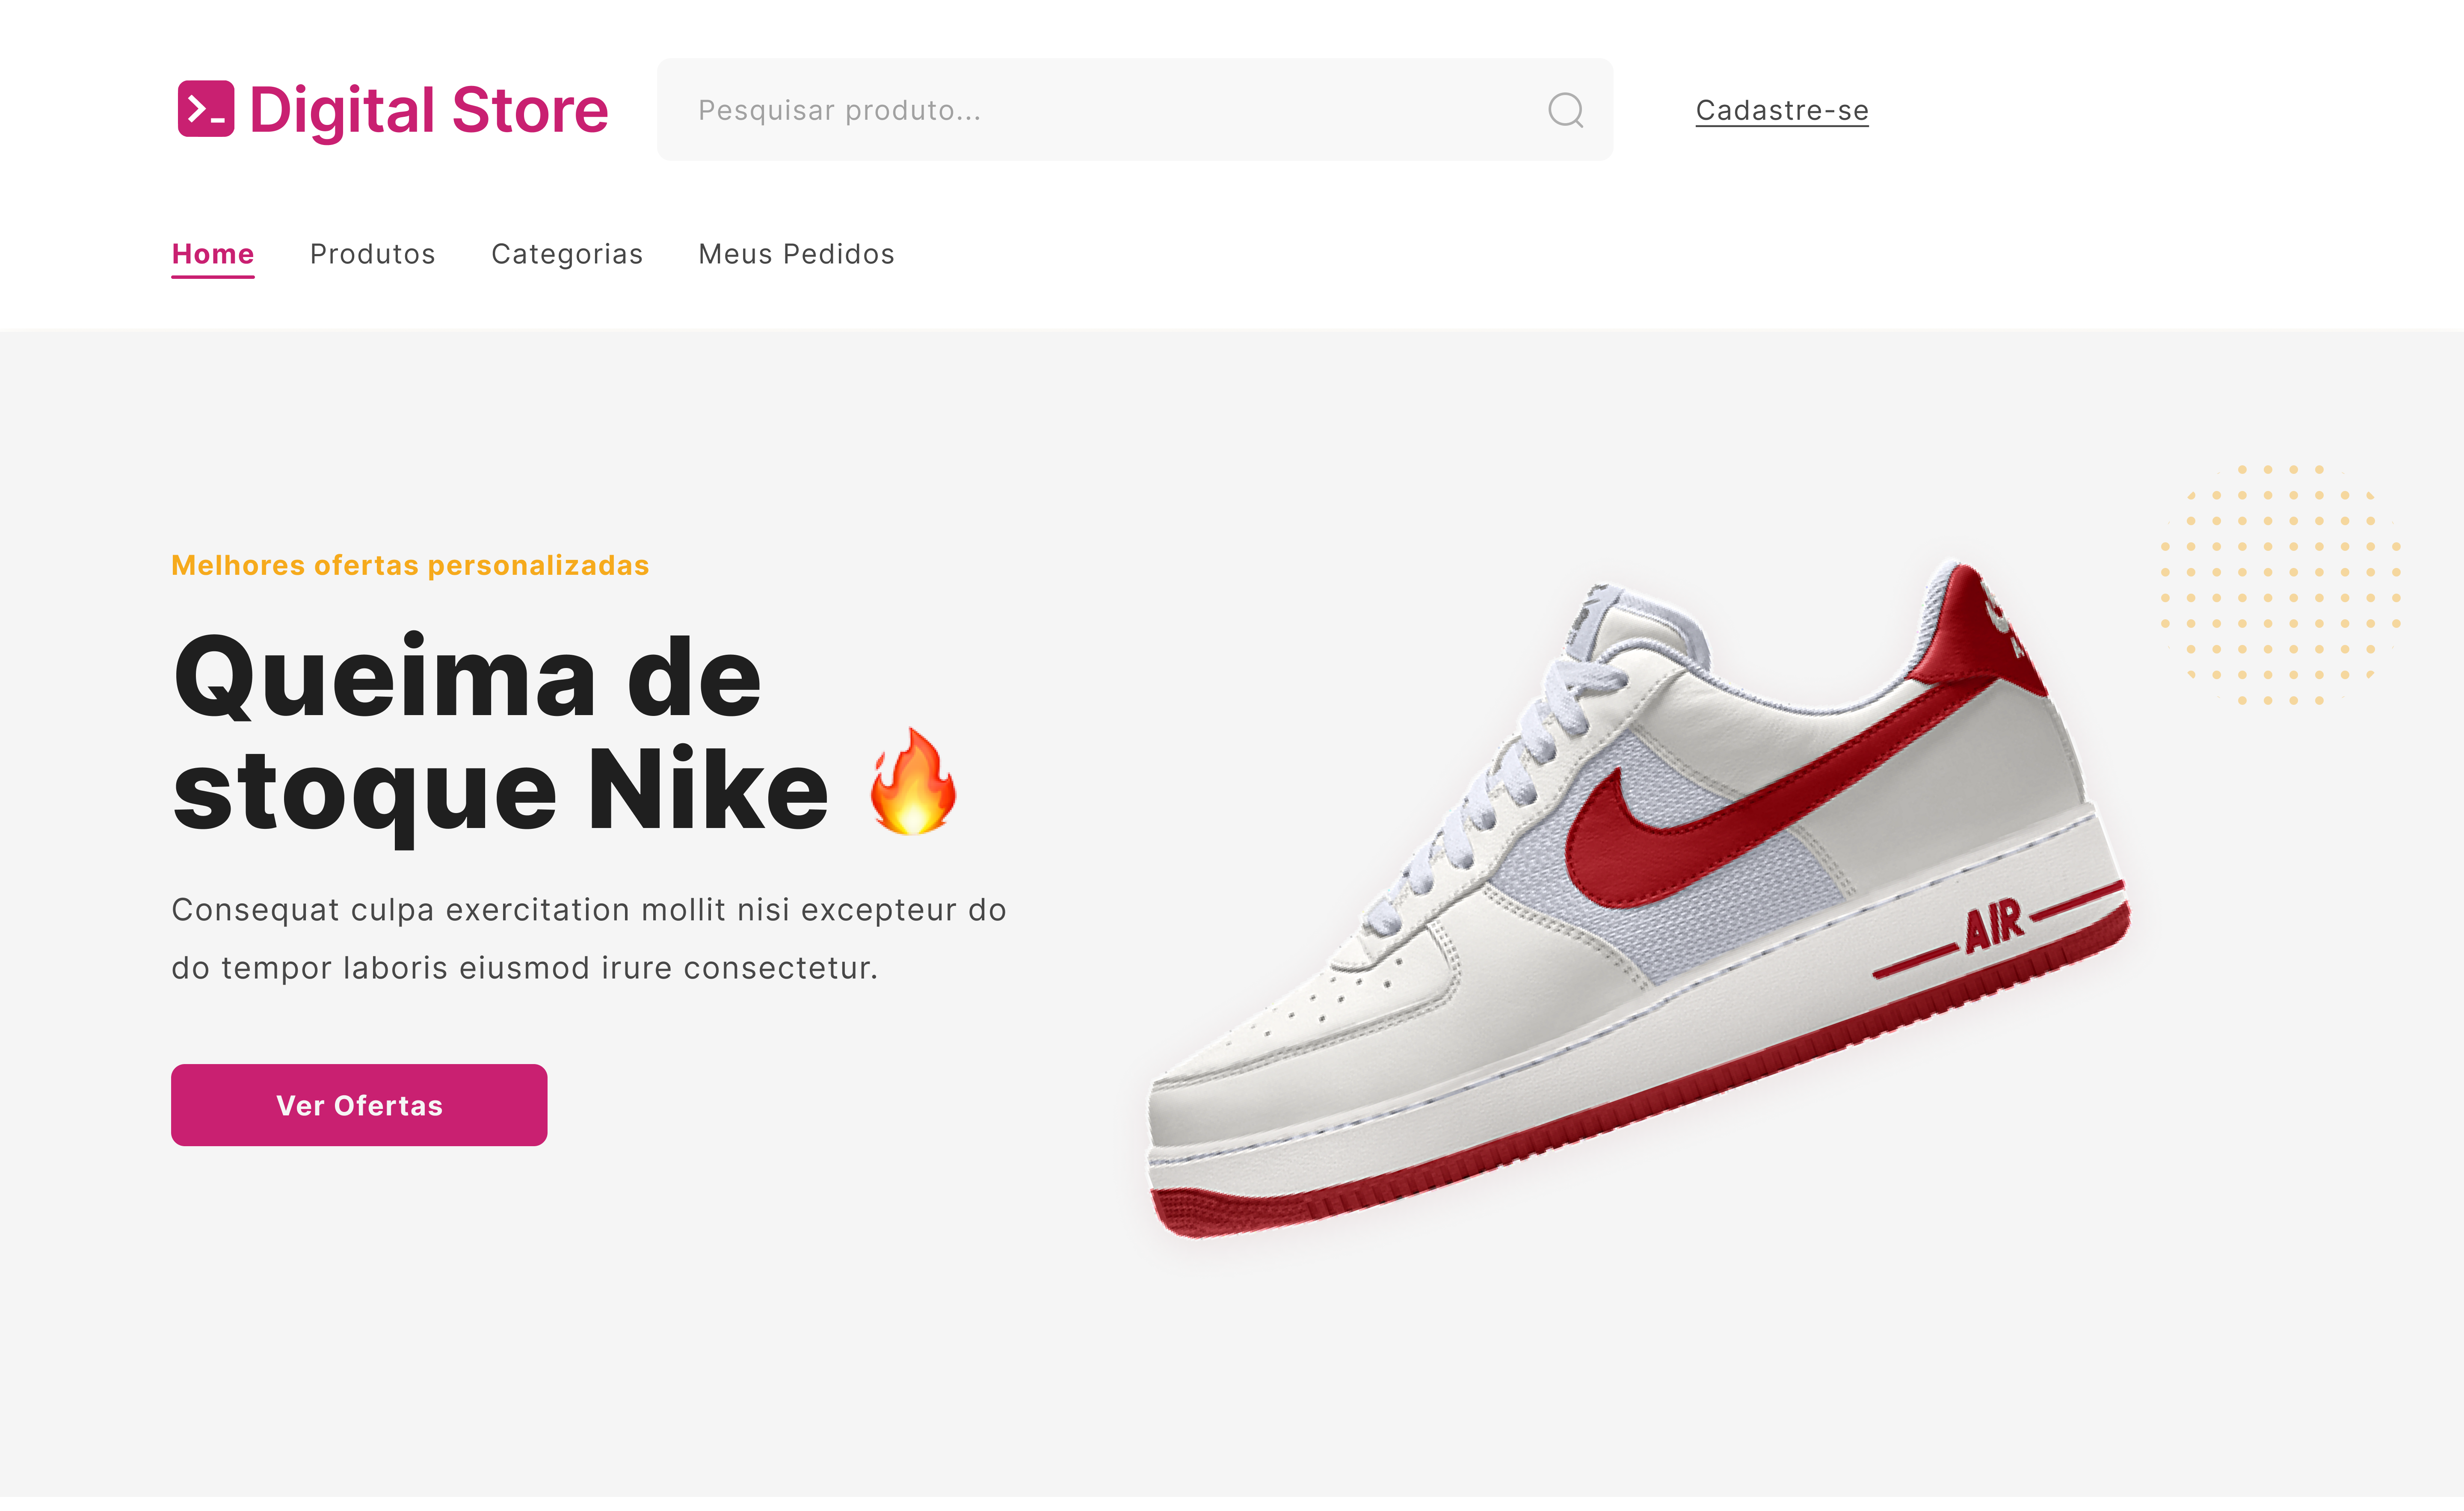 Digital Store
Pesquisar produto...
Cadastre-se
Home Produtos Categorias Meus Pedidos
Melhores ofertas personalizadas
Queima de
stoque Nike 🔥
Consequat culpa exercitation mollit nisi excepteur do
do tempor laboris eiusmod irure consectetur.
Ver Ofertas
AIR